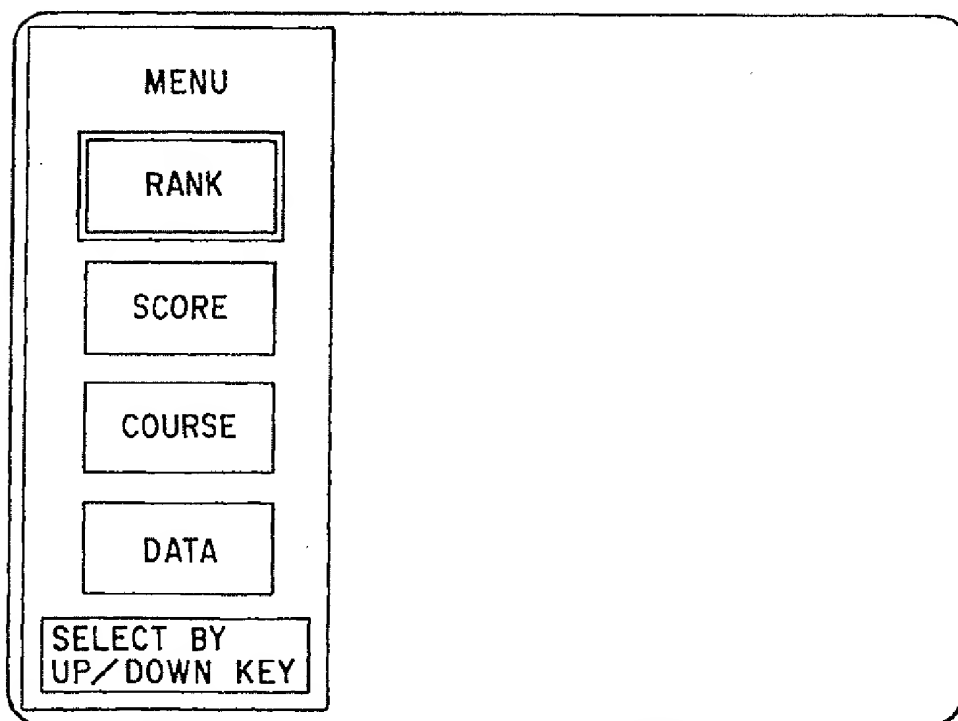 MENU
RANK
SCORE
COURSE
DATA
SELECT BY
UP/DOWN KEY